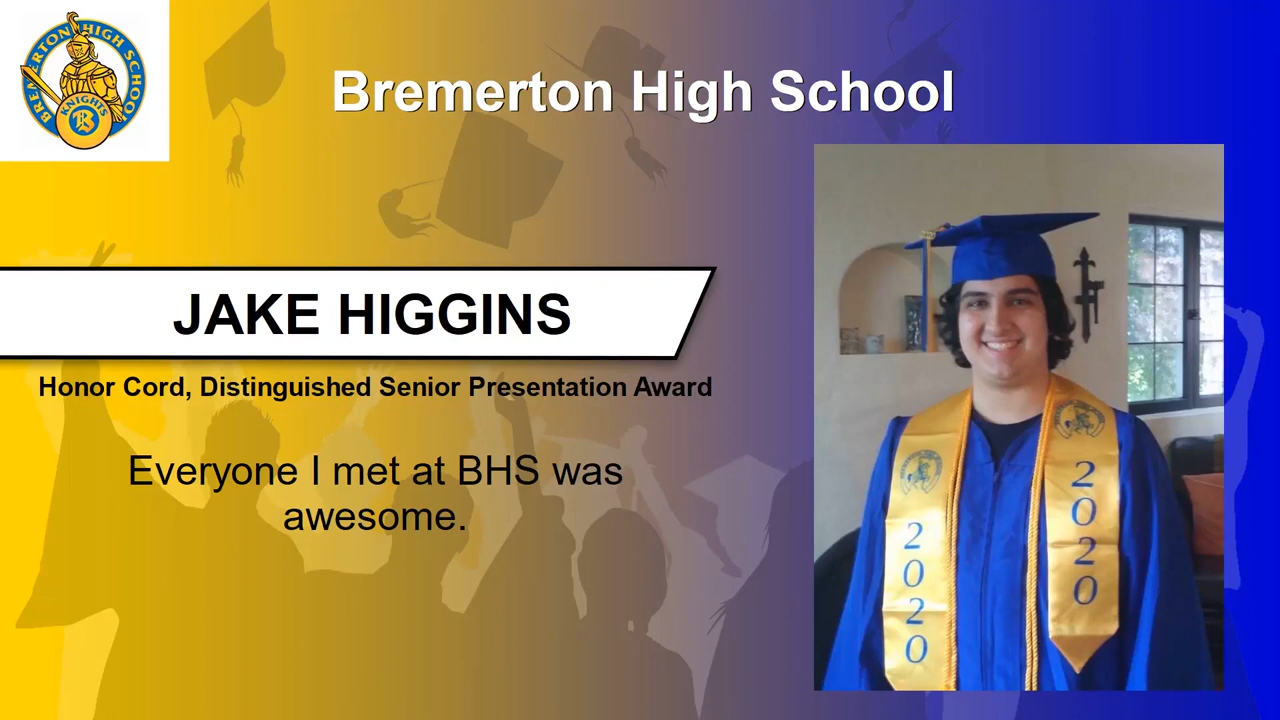 BREMERTON HIGH SCHOOL
KNIGHTS
B
Bremerton High School
JAKE HIGGINS
Honor Cord, Distinguished Senior Presentation Award
Everyone I met at BHS was
awesome.
2020
2020